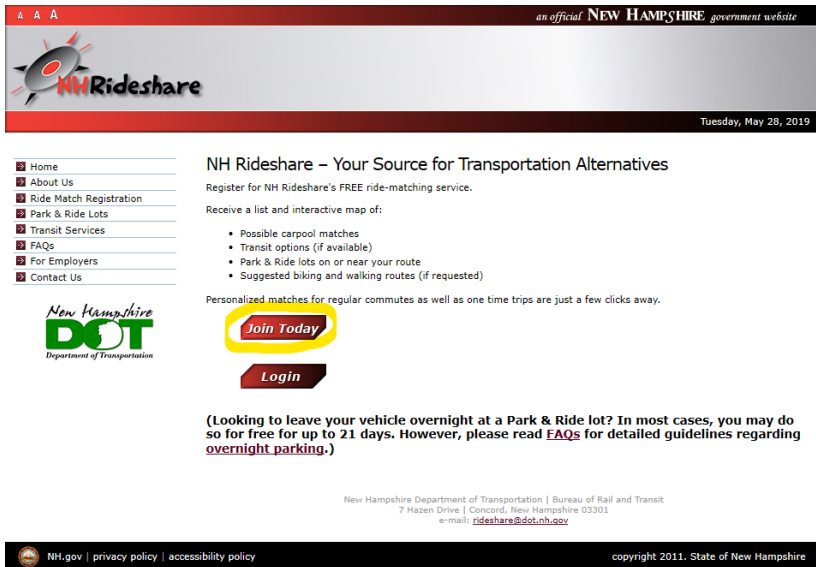 A A A
an official NEW HAMPSHIRE government website
NHRideshare
Tuesday, May 28, 2019
Home
About Us
Ride Match Registration
Park & Ride Lots
Transit Services
FAQs
For Employers
Contact Us
New Hampshire
DOT
Department of Transportation
NH Rideshare – Your Source for Transportation Alternatives
Register for NH Rideshare's FREE ride-matching service.
Receive a list and interactive map of:
• Possible carpool matches
• Transit options (if available)
• Park & Ride lots on or near your route
• Suggested biking and walking routes (if requested)
Personalized matches for regular commutes as well as one time trips are just a few clicks away.
Join Today
Login
(Looking to leave your vehicle overnight at a Park & Ride lot? In most cases, you may do
so for free for up to 21 days. However, please read FAQs for detailed guidelines regarding
overnight parking.)
New Hampshire Department of Transportation | Bureau of Rail and Transit
7 Hazen Drive | Concord, New Hampshire 03301
e-mail: rideshare@dot.nh.gov
NH.gov | privacy policy | accessibility policy
copyright 2011. State of New Hampshire